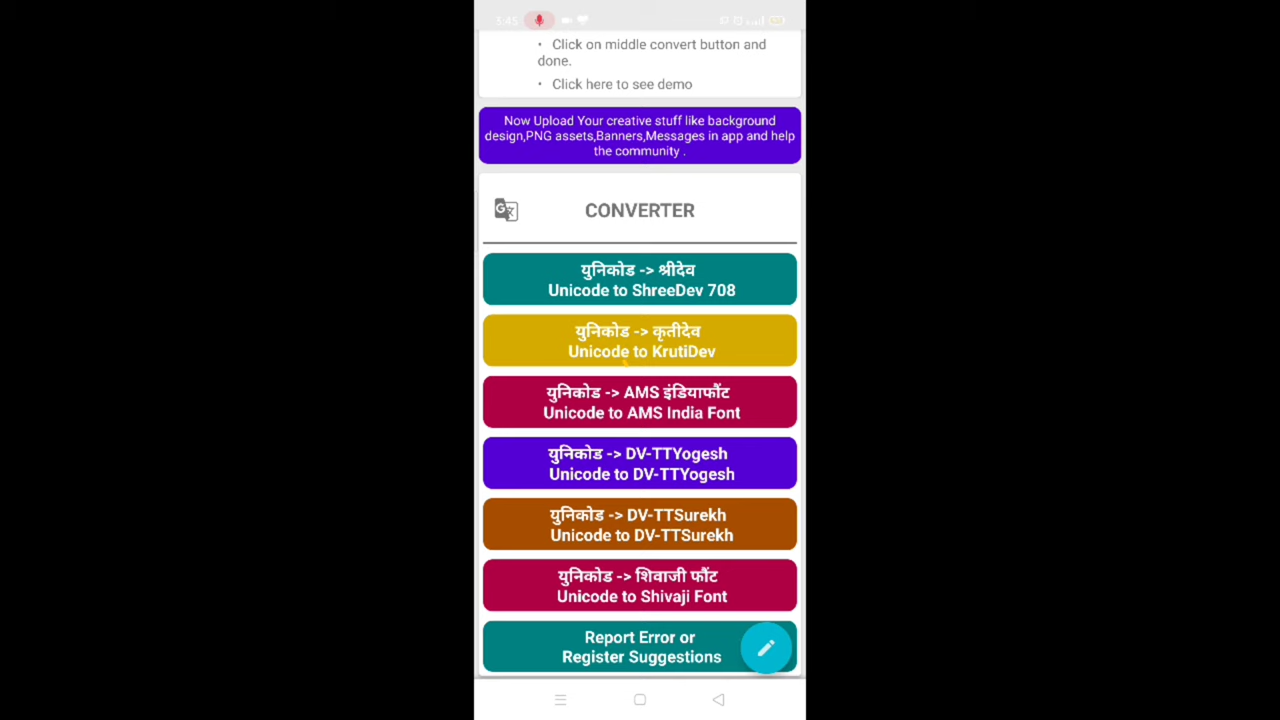 3:45
• Click on middle convert button and
done.
• Click here to see demo
Now Upload Your creative stuff like background
design,PNG assets,Banners,Messages in app and help
the community .
CONVERTER
युनिकोड -> श्रीदेव
Unicode to ShreeDev 708
युनिकोड -> कृतीदेव
Unicode to KrutiDev
युनिकोड -> AMS इंडियाफौंट
Unicode to AMS India Font
युनिकोड -> DV-TTYogesh
Unicode to DV-TTYogesh
युनिकोड -> DV-TTSurekh
Unicode to DV-TTSurekh
युनिकोड -> शिवाजी फौंट
Unicode to Shivaji Font
Report Error or
Register Suggestions